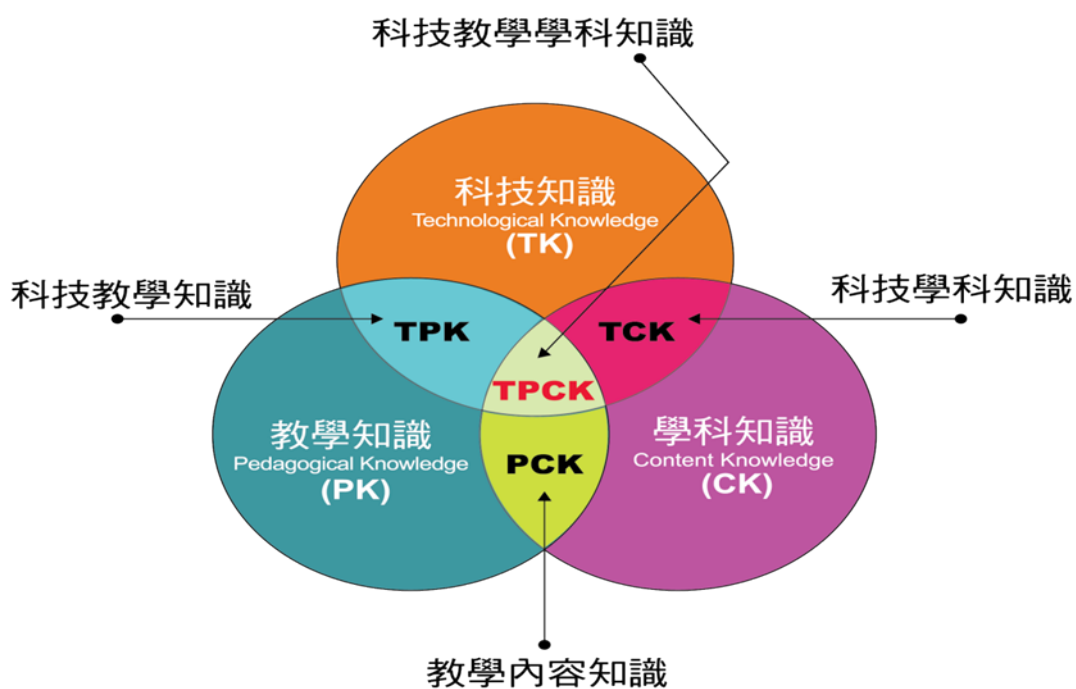 科技教學學科知識
科技知識
Technological Knowledge
(TK)
科技教學知識
科技學科知識
TPK
TCK
TPCK
教學知識
Pedagogical Knowledge
(PK)
PCK
學科知識
Content Knowledge
(CK)
教學內容知識